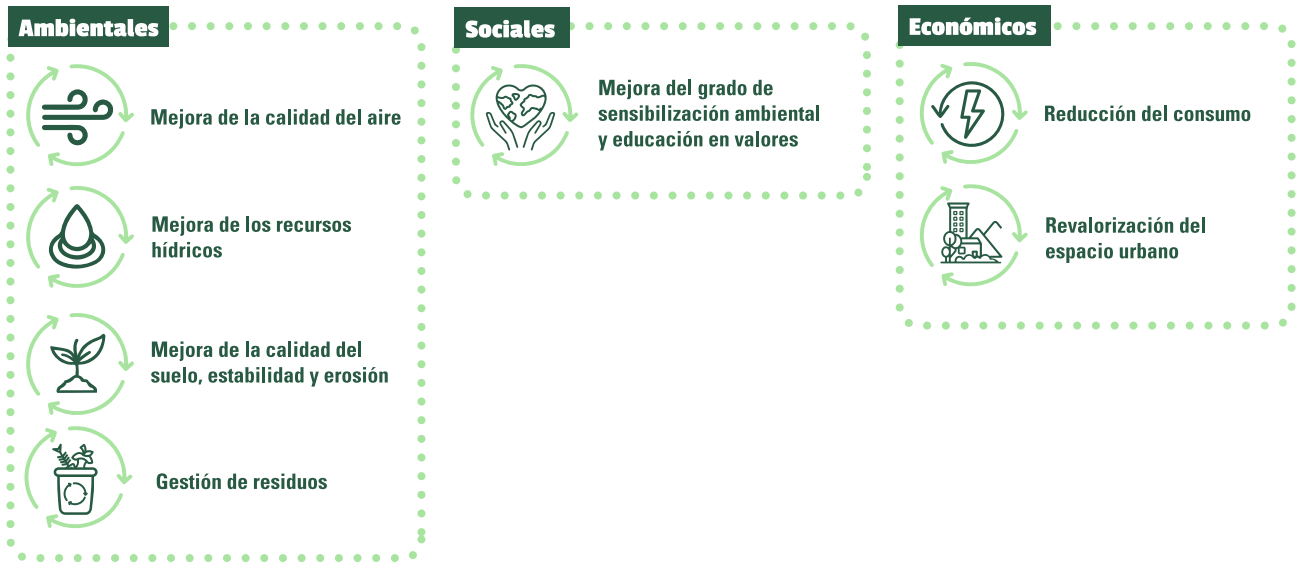 Ambientales
Mejora de la calidad del aire
Mejora de los recursos
hídricos
Mejora de la calidad del
suelo, estabilidad y erosión
Gestión de residuos
Sociales
Mejora del grado de
sensibilización ambiental
y educación en valores
Económicos
Reducción del consumo
Revalorización del
espacio urbano